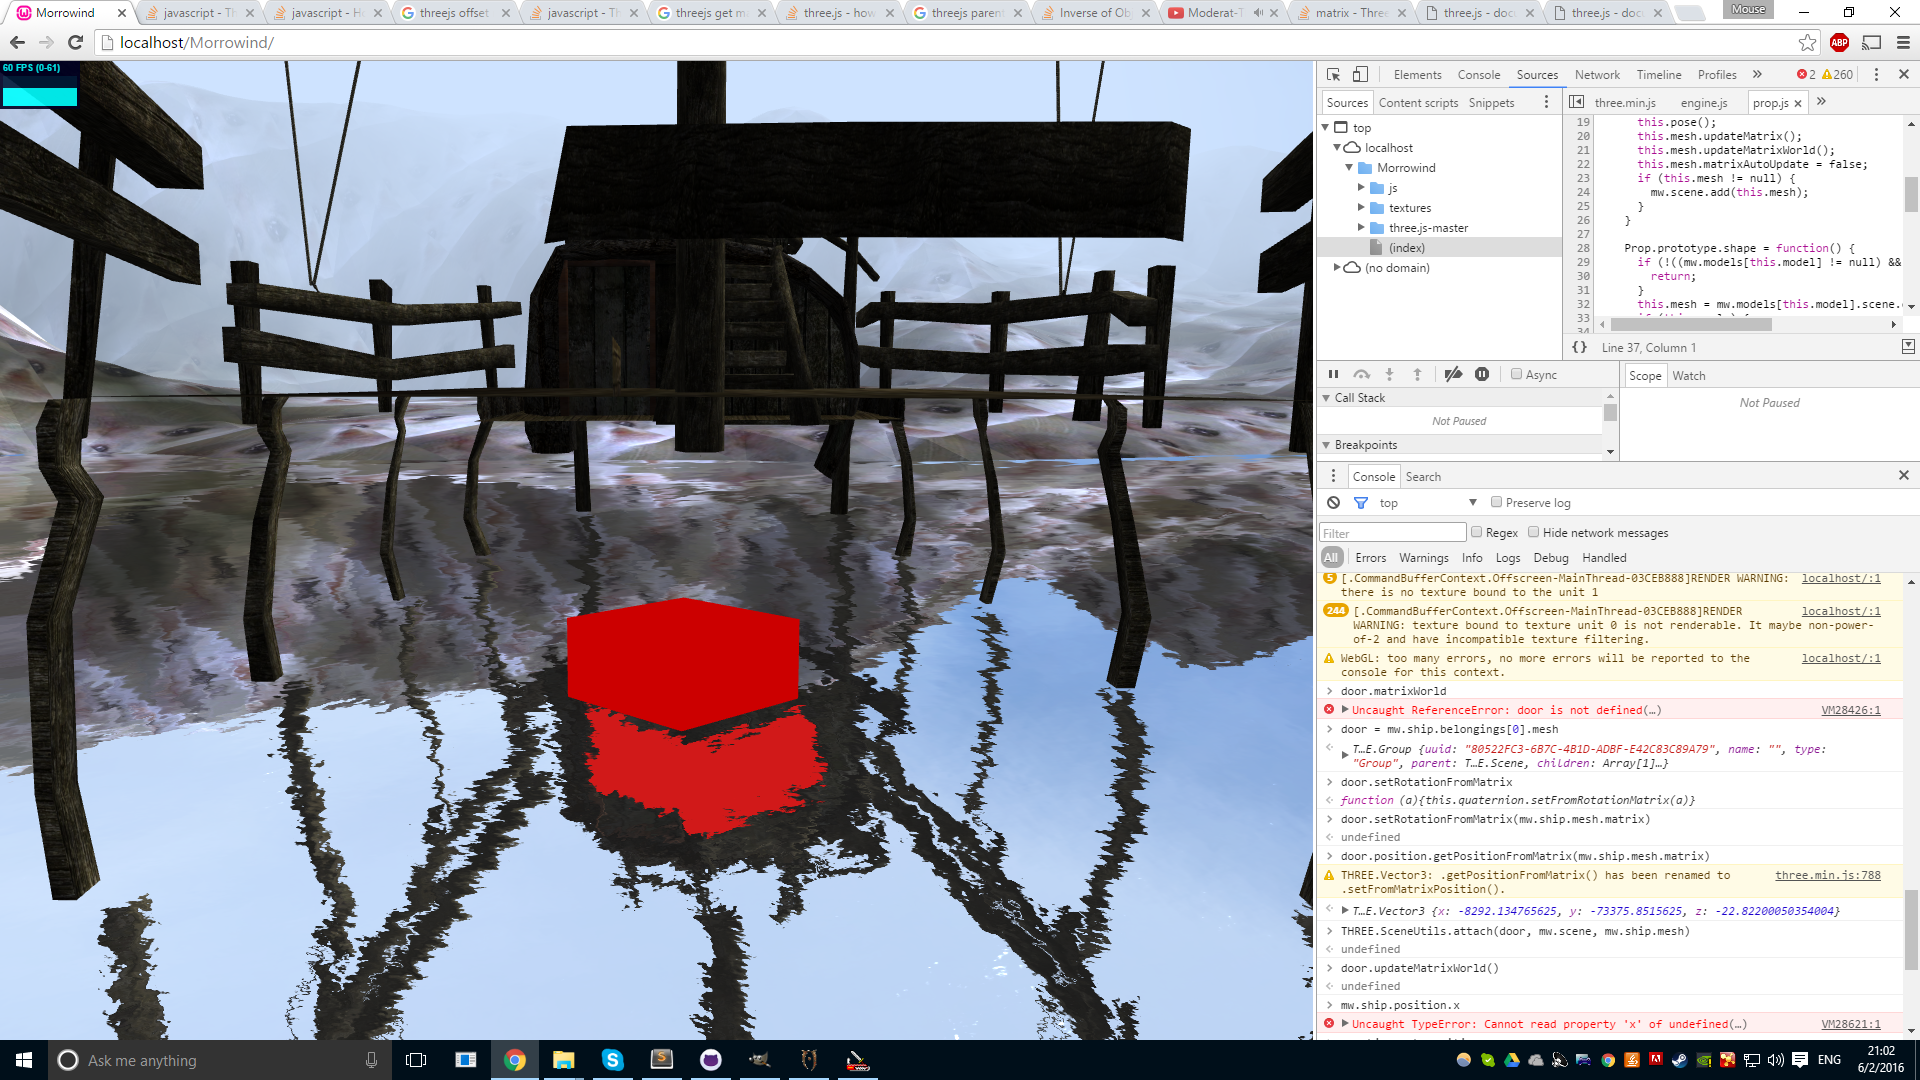 Morrowind
javascript - Th
javascript - H
threejs offset
javascript - Th
threejs get m
three.js - how
threejs parent
Inverse of Ob
Moderat-T
matrix - Three
three.js - docu
three.js - docu
Mouse
localhost/Morrowind/
ABP
60 FPS (0-61)
Elements Console Sources Network Timeline Profiles » 2 260
Sources Content scripts Snippets
three.min.js engine.js prop.js »
top
localhost
Morrowind
js
textures
three.js-master
(index)
(no domain)
19 this.pose();
20 this.mesh.updateMatrix();
21 this.mesh.updateMatrixWorld();
22 this.mesh.matrixAutoUpdate = false;
23 if (this.mesh != null) {
24 mw.scene.add(this.mesh);
25 }
26 }
27
28 Prop.prototype.shape = function() {
29 if (!((mw.models[this.model] != null) &&
30 return;
31 }
32 this.mesh = mw.models[this.model].scene.
33
34
{} Line 37, Column 1
Async
Call Stack
Not Paused
Breakpoints
Scope Watch
Not Paused
Console Search
top Preserve log
Filter Regex Hide network messages
All Errors Warnings Info Logs Debug Handled
5 [.CommandBufferContext.Offscreen-MainThread-03CEB888]RENDER WARNING: localhost/:1
there is no texture bound to the unit 1
244 [.CommandBufferContext.Offscreen-MainThread-03CEB888]RENDER localhost/:1
WARNING: texture bound to texture unit 0 is not renderable. It maybe non-power-
of-2 and have incompatible texture filtering.
WebGL: too many errors, no more errors will be reported to the localhost/:1
console for this context.
door.matrixWorld
Uncaught ReferenceError: door is not defined(…) VM28426:1
door = mw.ship.belongings[0].mesh
T…E.Group {uuid: "80522FC3-6B7C-4B1D-ADBF-E42C83C89A79", name: "", type:
"Group", parent: T…E.Scene, children: Array[1]…}
door.setRotationFromMatrix
function (a){this.quaternion.setFromRotationMatrix(a)}
door.setRotationFromMatrix(mw.ship.mesh.matrix)
undefined
door.position.getPositionFromMatrix(mw.ship.mesh.matrix)
THREE.Vector3: .getPositionFromMatrix() has been renamed to three.min.js:788
.setFromMatrixPosition().
T…E.Vector3 {x: -8292.134765625, y: -73375.8515625, z: -22.82200050354004}
THREE.SceneUtils.attach(door, mw.scene, mw.ship.mesh)
undefined
door.updateMatrixWorld()
undefined
mw.ship.position.x
Uncaught TypeError: Cannot read property 'x' of undefined(…) VM28621:1
Ask me anything
ENG
21:02
6/2/2016